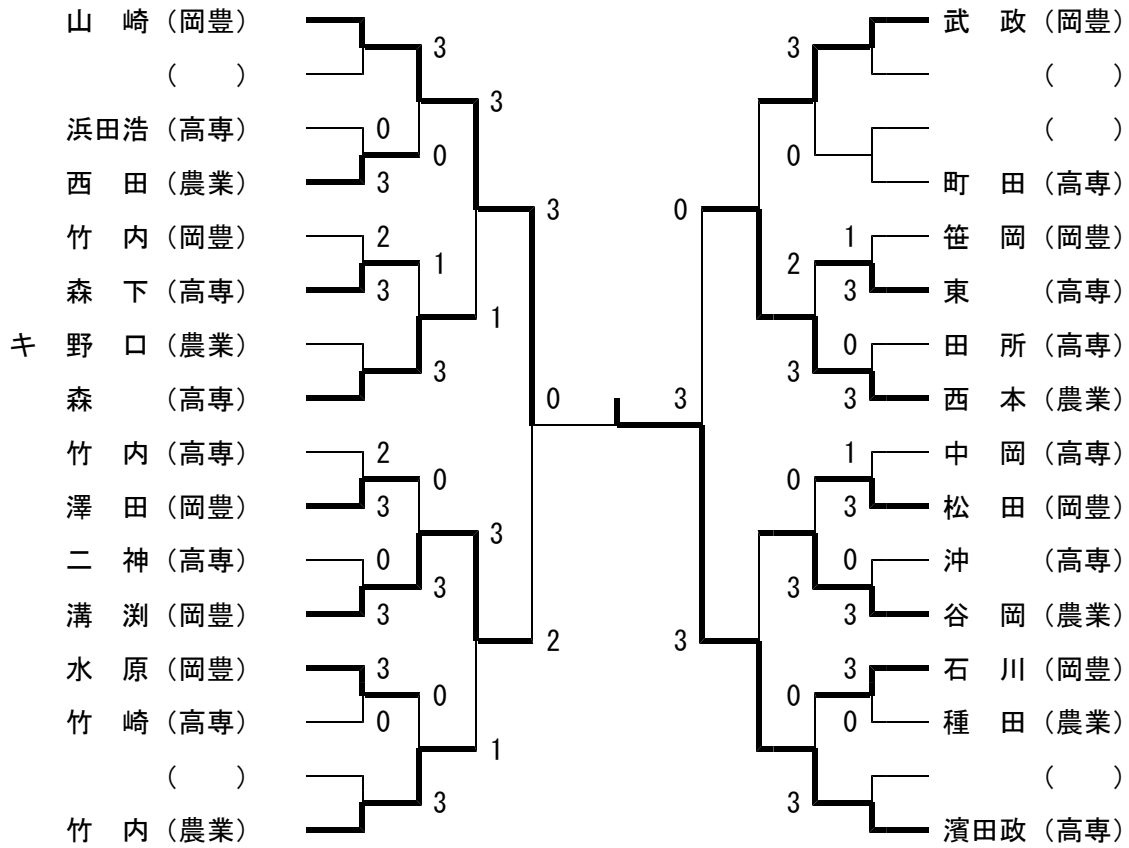 山　崎（岡豊）
（　　）
浜田浩（高専）
西　田（農業）
竹　内（岡豊）
森　下（高専）
キ　野　口（農業）
森　　（高専）
竹　内（高専）
澤　田（岡豊）
二　神（高専）
溝　渕（岡豊）
水　原（岡豊）
竹　崎（高専）
（　　）
竹　内（農業）
0
3
2
3
2
3
0
3
3
0
3
0
1
3
0
3
0
3
3
1
3
1
3
2
0
3
0
3
3
0
2
3
0
3
0
3
1
3
0
3
1
3
0
3
3
0
武　政（岡豊）
（　　）
（　　）
町　田（高専）
笹　岡（岡豊）
東　　（高専）
田　所（高専）
西　本（農業）
中　岡（高専）
松　田（岡豊）
沖　　（高専）
谷　岡（農業）
石　川（岡豊）
種　田（農業）
（　　）
濱田政（高専）